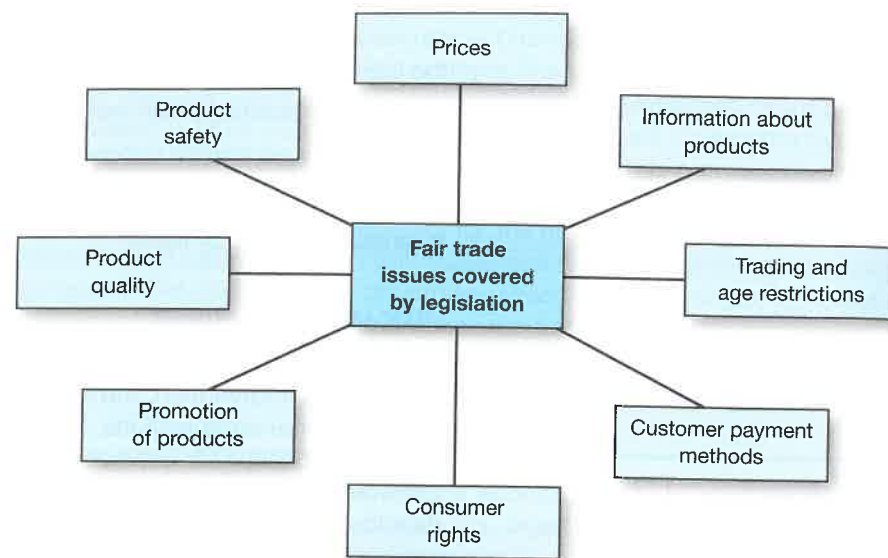 Prices
Product
safety
Information about
products
Fair trade
issues covered
by legislation
Product
quality
Trading and
age restrictions
Promotion
of products
Customer payment
methods
Consumer
rights